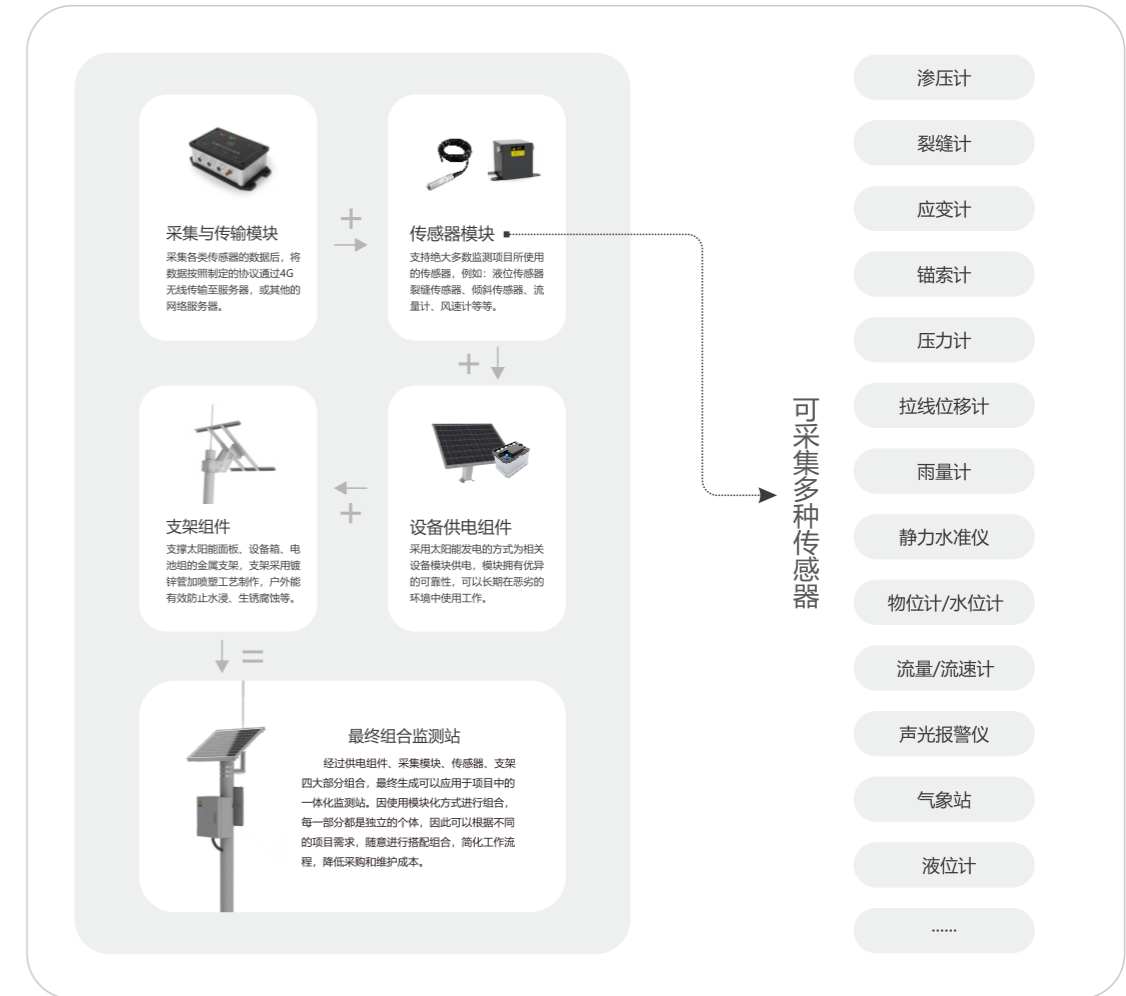 采集与传输模块
采集各类传感器的数据后，将
数据按照制定的协议通过4G
无线传输至服务器，或其他的
网络服务器。
+
传感器模块
支持绝大多数监测项目所使用
的传感器，例如：液位传感器
裂缝传感器、倾斜传感器、流
量计、风速计等等。
+
设备供电组件
采用太阳能发电的方式为相关
设备模块供电，模块拥有优异
的可靠性，可以长期在恶劣的
环境中使用工作。
+
支架组件
支撑太阳能面板、设备箱、电
池组的金属支架，支架采用镀
锌管加喷塑工艺制作，户外能
有效防止水浸、生锈腐蚀等。
=
最终组合监测站
经过供电组件、采集模块、传感器、支架
四大部分组合，最终生成可以应用于项目中的
一体化监测站。因使用模块化方式进行组合，
每一部分都是独立的个体，因此可以根据不同
的项目需求，随意进行搭配组合，简化工作流
程，降低采购和维护成本。
可采集多种传感器
渗压计
裂缝计
应变计
锚索计
压力计
拉线位移计
雨量计
静力水准仪
物位计/水位计
流量/流速计
声光报警仪
气象站
液位计
······